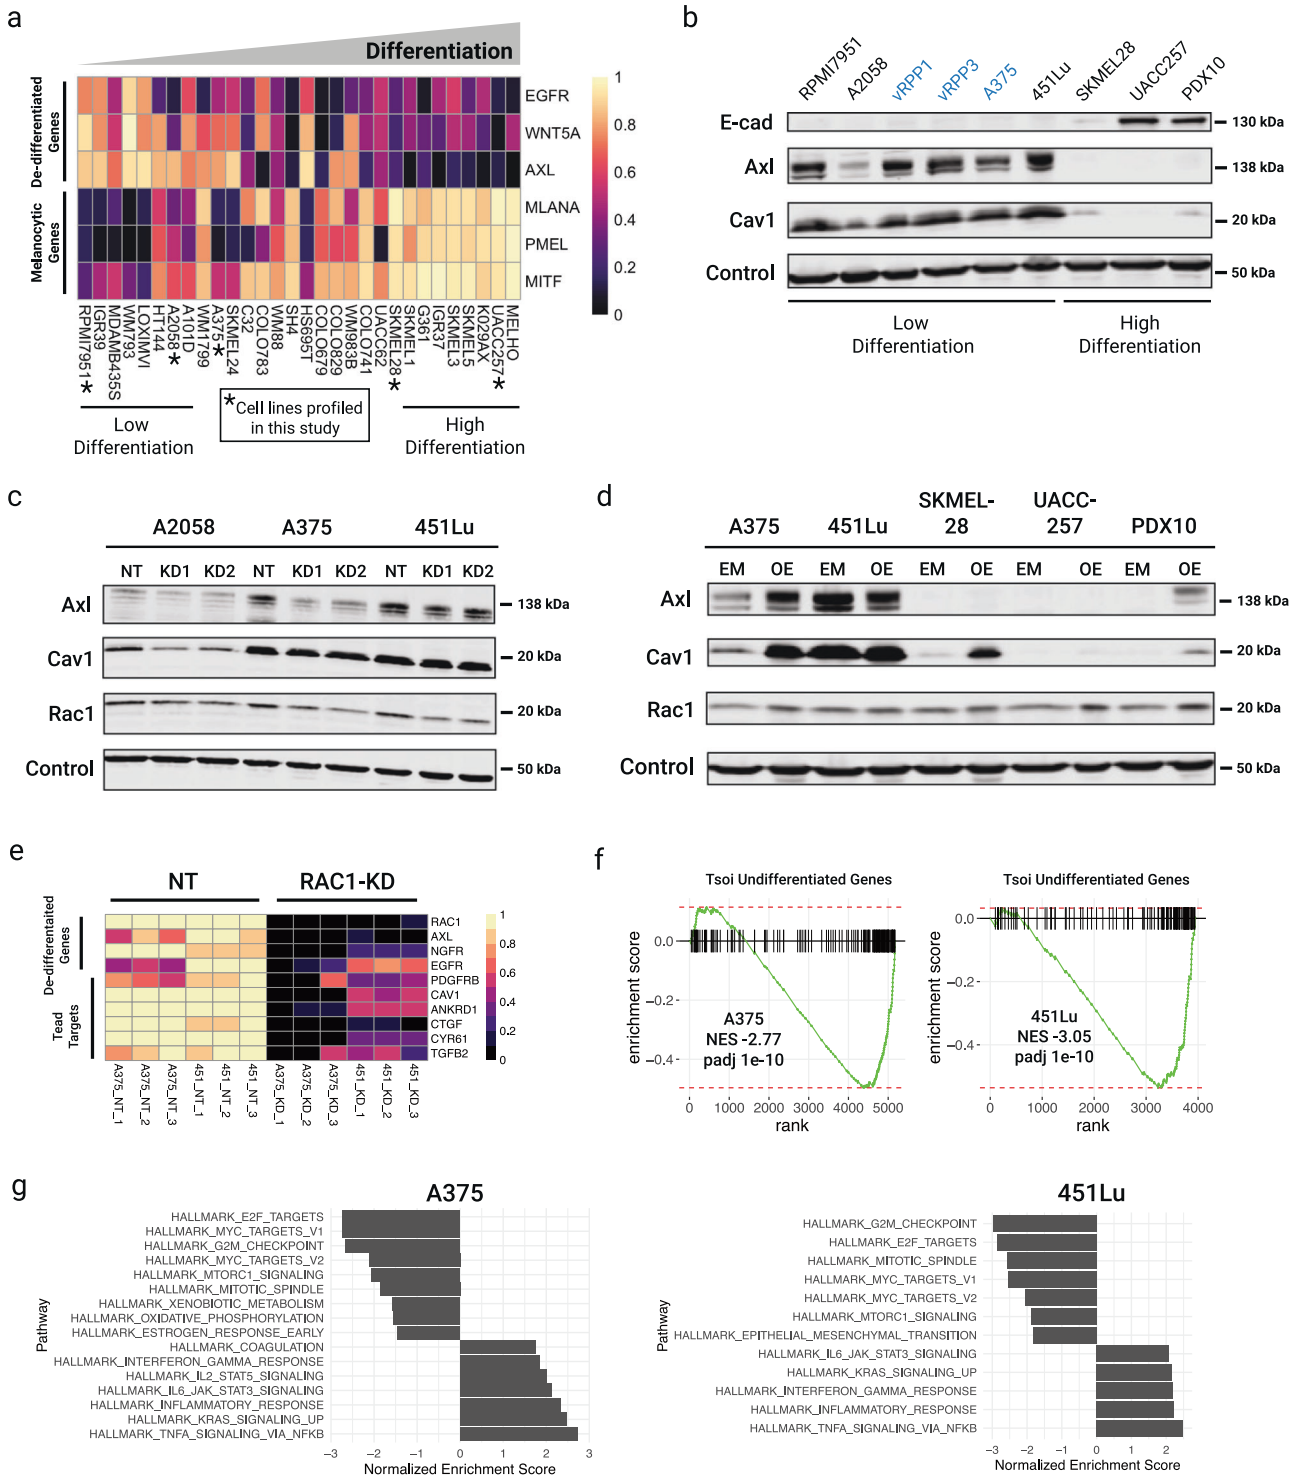 a
Differentiation
De-differentiated
Genes
Melanocytic
Genes
EGFR
WNT5A
AXL
MLANA
PMEL
MITF
1
0.8
0.6
0.4
0.2
0
RPMI7951*
IGR39
MDAMB435S
WM793
LOXIMVI
HT144
A2058*
A101D
WM1799
A375*
SKMEL24
C32
COLO783
WM88
SH4
HS695T
COLO679
COLO829
WM983B
COLO741
UACC62
SKMEL28*
SKMEL1
G361
IGR37
SKMEL3
SKMEL5
K029AX
UACC257*
MELHO
Low
Differentiation
*Cell lines profiled
in this study
High
Differentiation
b
RPMI7951
A2058
vRPP1
vRPP3
A375
451Lu
SKMEL28
UACC257
PDX10
E-cad
130 kDa
Axl
138 kDa
Cav1
20 kDa
Control
50 kDa
Low
Differentiation
High
Differentiation
c
A2058 A375 451Lu
NT KD1 KD2 NT KD1 KD2 NT KD1 KD2
Axl
138 kDa
Cav1
20 kDa
Rac1
20 kDa
Control
50 kDa
d
A375 451Lu SKMEL-28 UACC-257 PDX10
EM OE EM OE EM OE EM OE EM OE
Axl
138 kDa
Cav1
20 kDa
Rac1
20 kDa
Control
50 kDa
e
NT RAC1-KD
De-differentaited
Genes
Tead
Targets
RAC1
AXL
NGFR
EGFR
PDGFRB
CAV1
ANKRD1
CTGF
CYR61
TGFB2
1
0.8
0.6
0.4
0.2
0
A375_NT_1
A375_NT_2
A375_NT_3
451_NT_1
451_NT_2
451_NT_3
A375_KD_1
A375_KD_2
A375_KD_3
451_KD_1
451_KD_2
451_KD_3
f
Tsoi Undifferentiated Genes
enrichment score
0.0
−0.2
−0.4
A375
NES -2.77
padj 1e-10
0 1000 2000 3000 4000 5000
rank
Tsoi Undifferentiated Genes
enrichment score
0.0
−0.2
−0.4
451Lu
NES -3.05
padj 1e-10
0 1000 2000 3000 4000
rank
g
A375
Pathway
HALLMARK_E2F_TARGETS
HALLMARK_MYC_TARGETS_V1
HALLMARK_G2M_CHECKPOINT
HALLMARK_MYC_TARGETS_V2
HALLMARK_MTORC1_SIGNALING
HALLMARK_MITOTIC_SPINDLE
HALLMARK_XENOBIOTIC_METABOLISM
HALLMARK_OXIDATIVE_PHOSPHORYLATION
HALLMARK_ESTROGEN_RESPONSE_EARLY
HALLMARK_COAGULATION
HALLMARK_INTERFERON_GAMMA_RESPONSE
HALLMARK_IL2_STAT5_SIGNALING
HALLMARK_IL6_JAK_STAT3_SIGNALING
HALLMARK_INFLAMMATORY_RESPONSE
HALLMARK_KRAS_SIGNALING_UP
HALLMARK_TNFA_SIGNALING_VIA_NFKB
−3 −2 −1 0 1 2 3
Normalized Enrichment Score
451Lu
Pathway
HALLMARK_G2M_CHECKPOINT
HALLMARK_E2F_TARGETS
HALLMARK_MITOTIC_SPINDLE
HALLMARK_MYC_TARGETS_V1
HALLMARK_MYC_TARGETS_V2
HALLMARK_MTORC1_SIGNALING
HALLMARK_EPITHELIAL_MESENCHYMAL_TRANSITION
HALLMARK_IL6_JAK_STAT3_SIGNALING
HALLMARK_KRAS_SIGNALING_UP
HALLMARK_INTERFERON_GAMMA_RESPONSE
HALLMARK_INFLAMMATORY_RESPONSE
HALLMARK_TNFA_SIGNALING_VIA_NFKB
−3 −2 −1 0 1 2
Normalized Enrichment Score